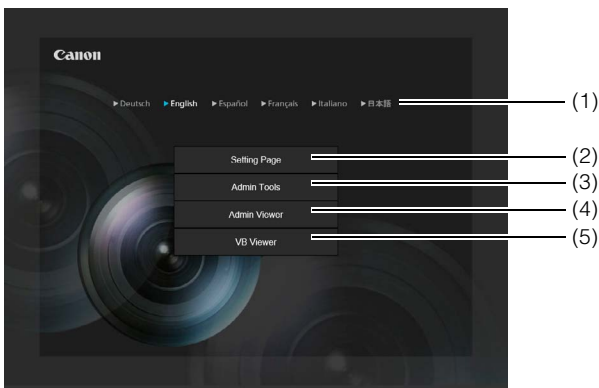 Canon
▶Deutsch ▶English ▶Español ▶Français ▶Italiano ▶日本語 (1)
Setting Page (2)
Admin Tools (3)
Admin Viewer (4)
VB Viewer (5)